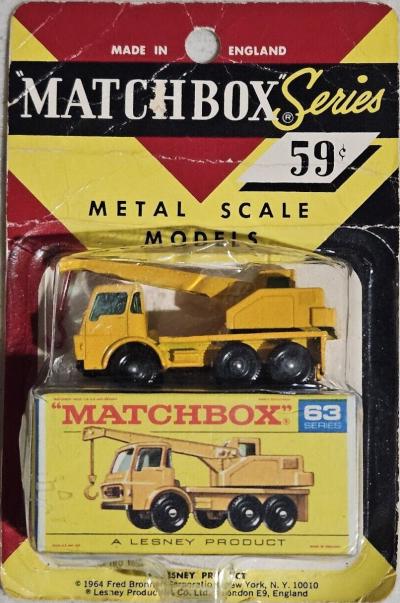 MADE IN ENGLAND
"MATCHBOX" Series
®
59¢
METAL SCALE
MODELS
"MATCHBOX"
63
SERIES
A LESNEY PRODUCT
LESNEY PRODUCT
© 1964 Fred Bronner Corporation New York, N. Y. 10010
® Lesney Products Co. Ltd. London E9, England